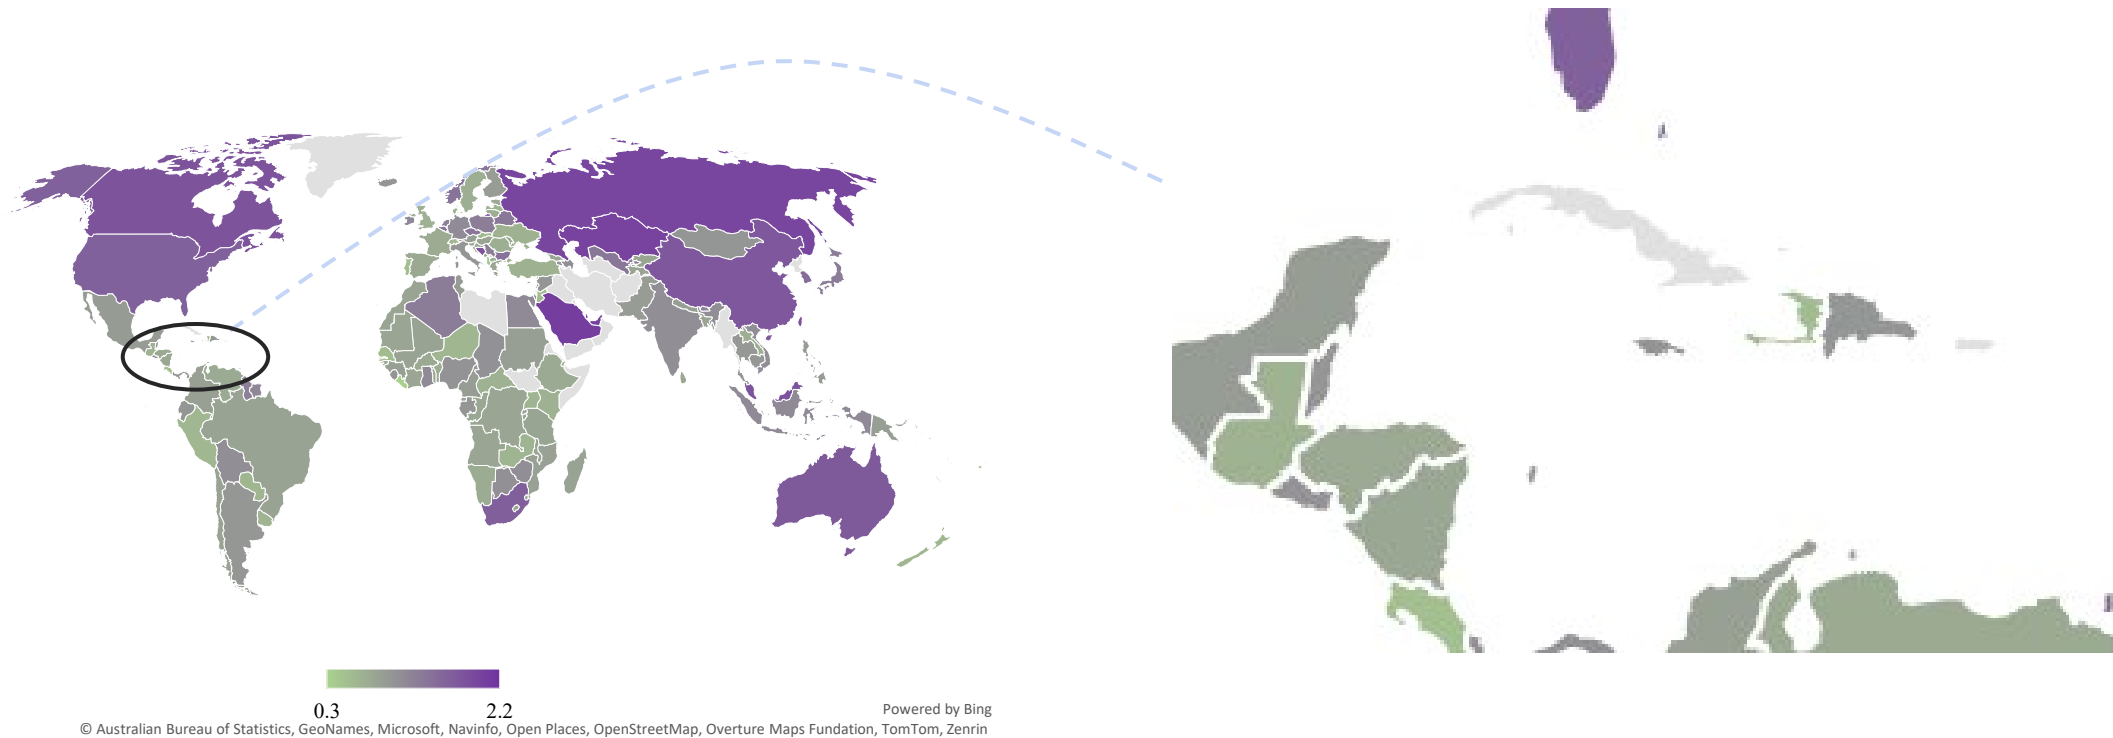 0.3
2.2
Powered by Bing
© Australian Bureau of Statistics, GeoNames, Microsoft, Navinfo, Open Places, OpenStreetMap, Overture Maps Fundation, TomTom, Zenrin